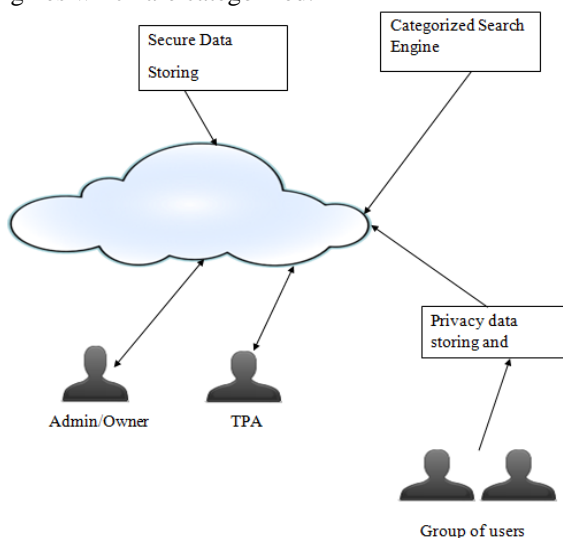 Secure Data
Storing
Categorized Search
Engine
Privacy data
storing and
Admin/Owner
TPA
Group of users